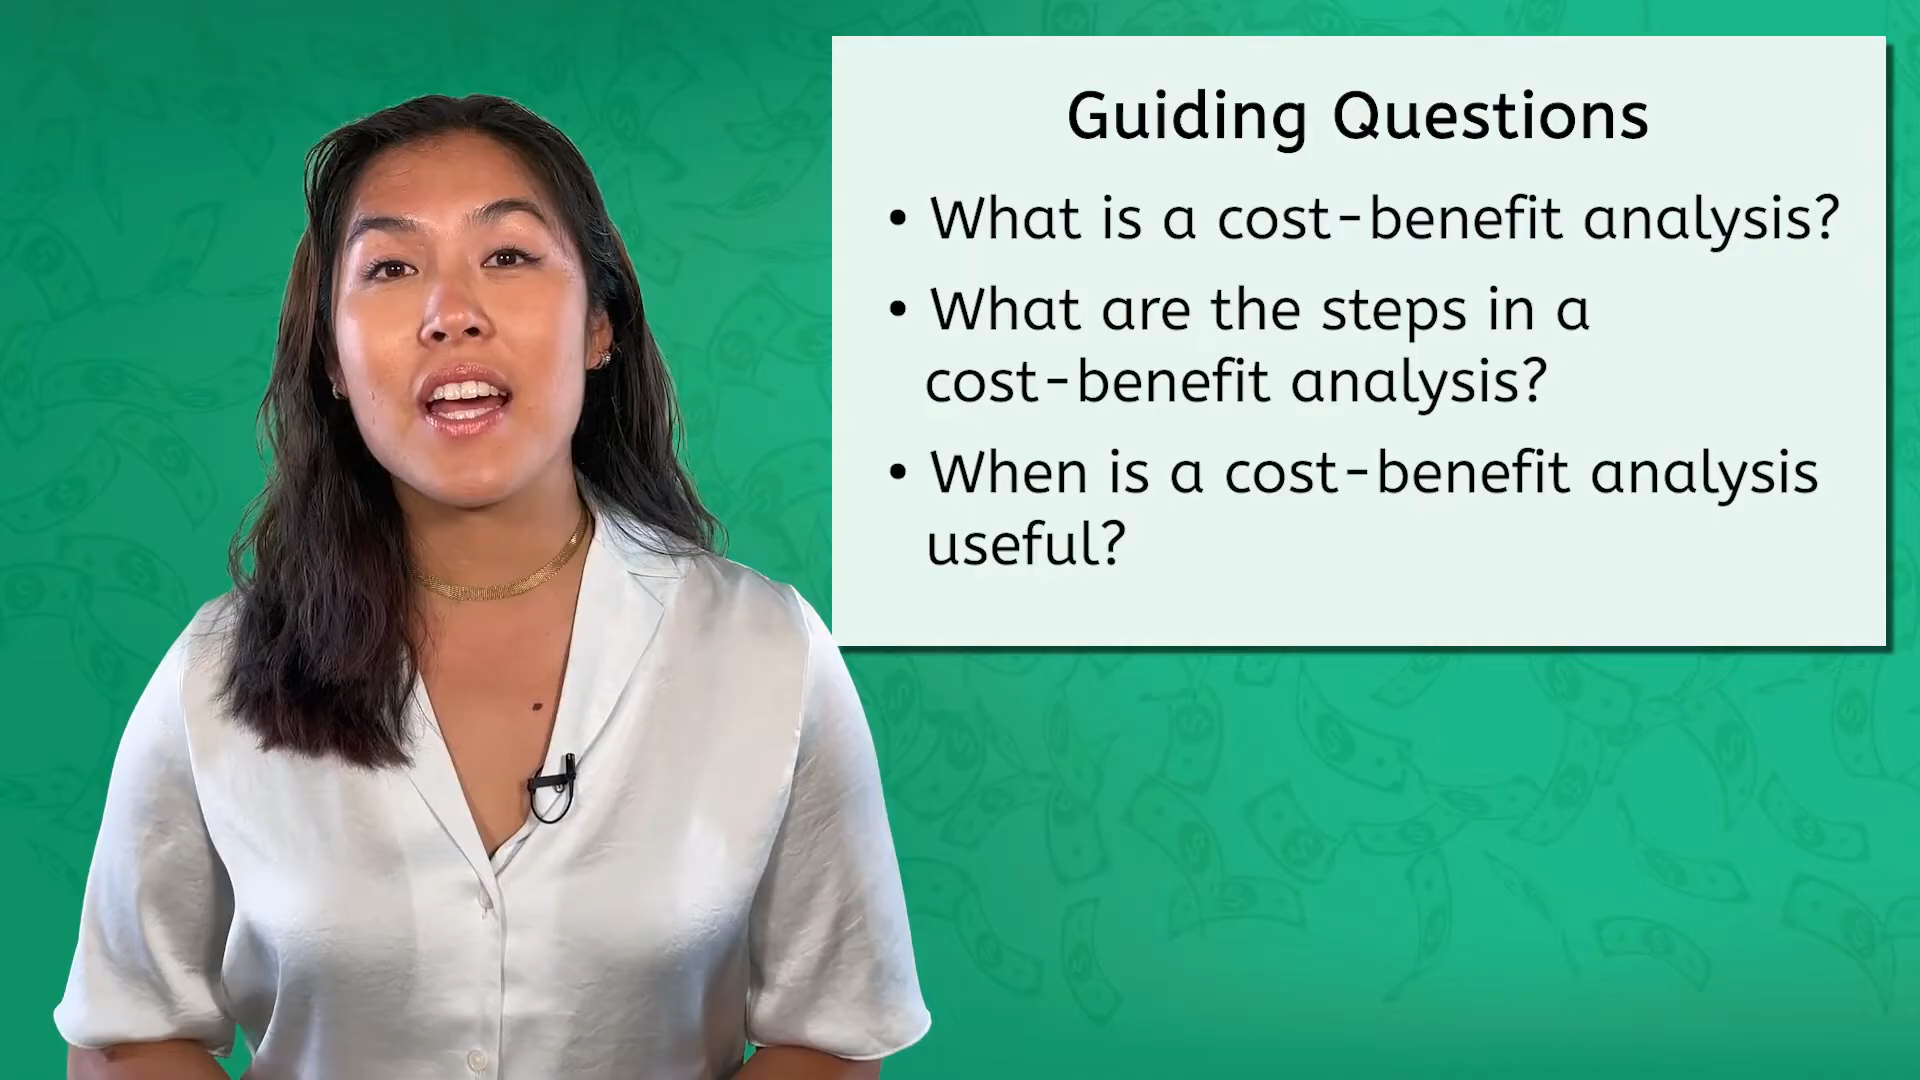 Guiding Questions
• What is a cost-benefit analysis?
• What are the steps in a
cost-benefit analysis?
• When is a cost-benefit analysis
useful?